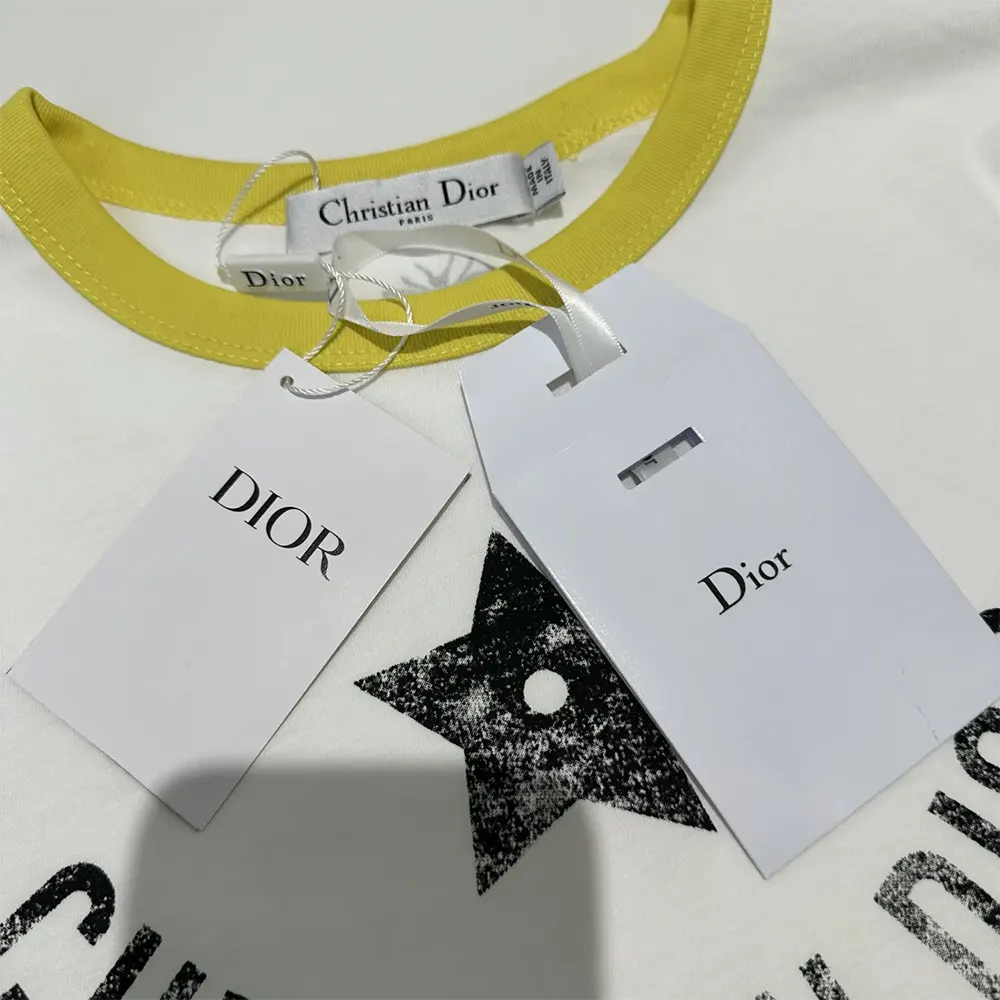 Christian Dior
PARIS
MADE
IN
ITALY
Dior
DIOR
Dior